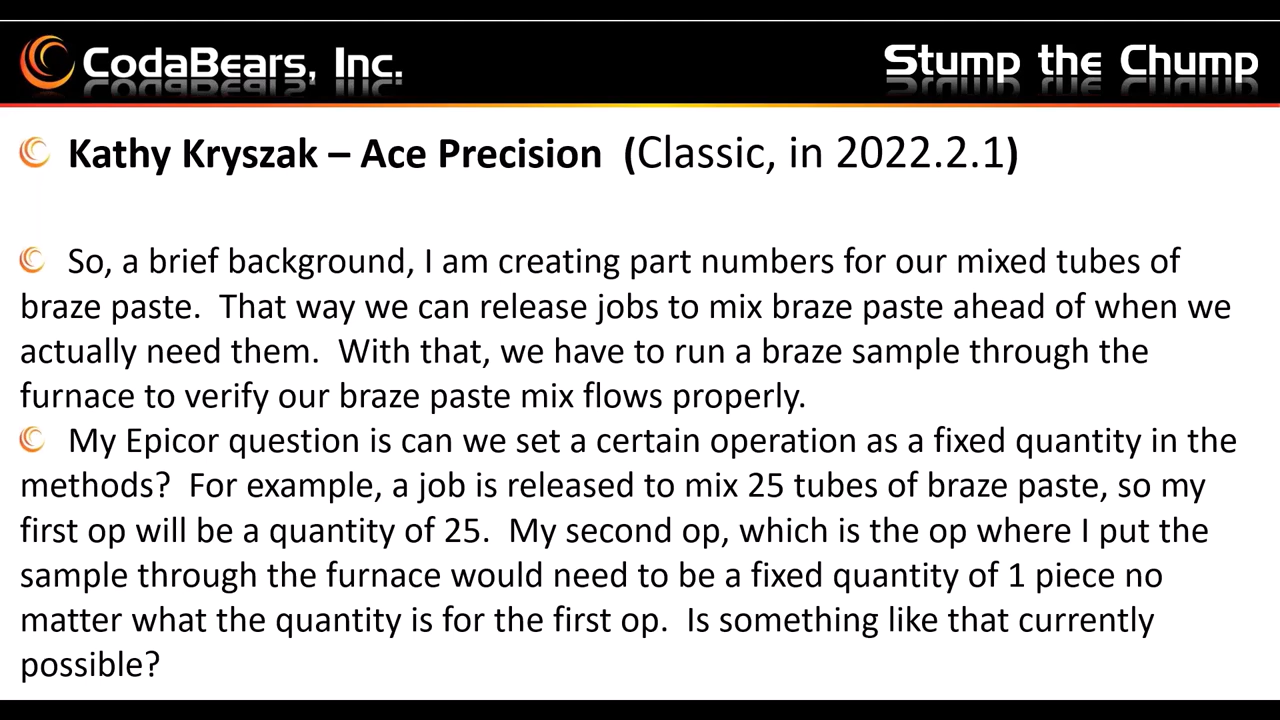 CodaBears, Inc.
Stump the Chump
Kathy Kryszak – Ace Precision (Classic, in 2022.2.1)
So, a brief background, I am creating part numbers for our mixed tubes of
braze paste. That way we can release jobs to mix braze paste ahead of when we
actually need them. With that, we have to run a braze sample through the
furnace to verify our braze paste mix flows properly.
My Epicor question is can we set a certain operation as a fixed quantity in the
methods? For example, a job is released to mix 25 tubes of braze paste, so my
first op will be a quantity of 25. My second op, which is the op where I put the
sample through the furnace would need to be a fixed quantity of 1 piece no
matter what the quantity is for the first op. Is something like that currently
possible?